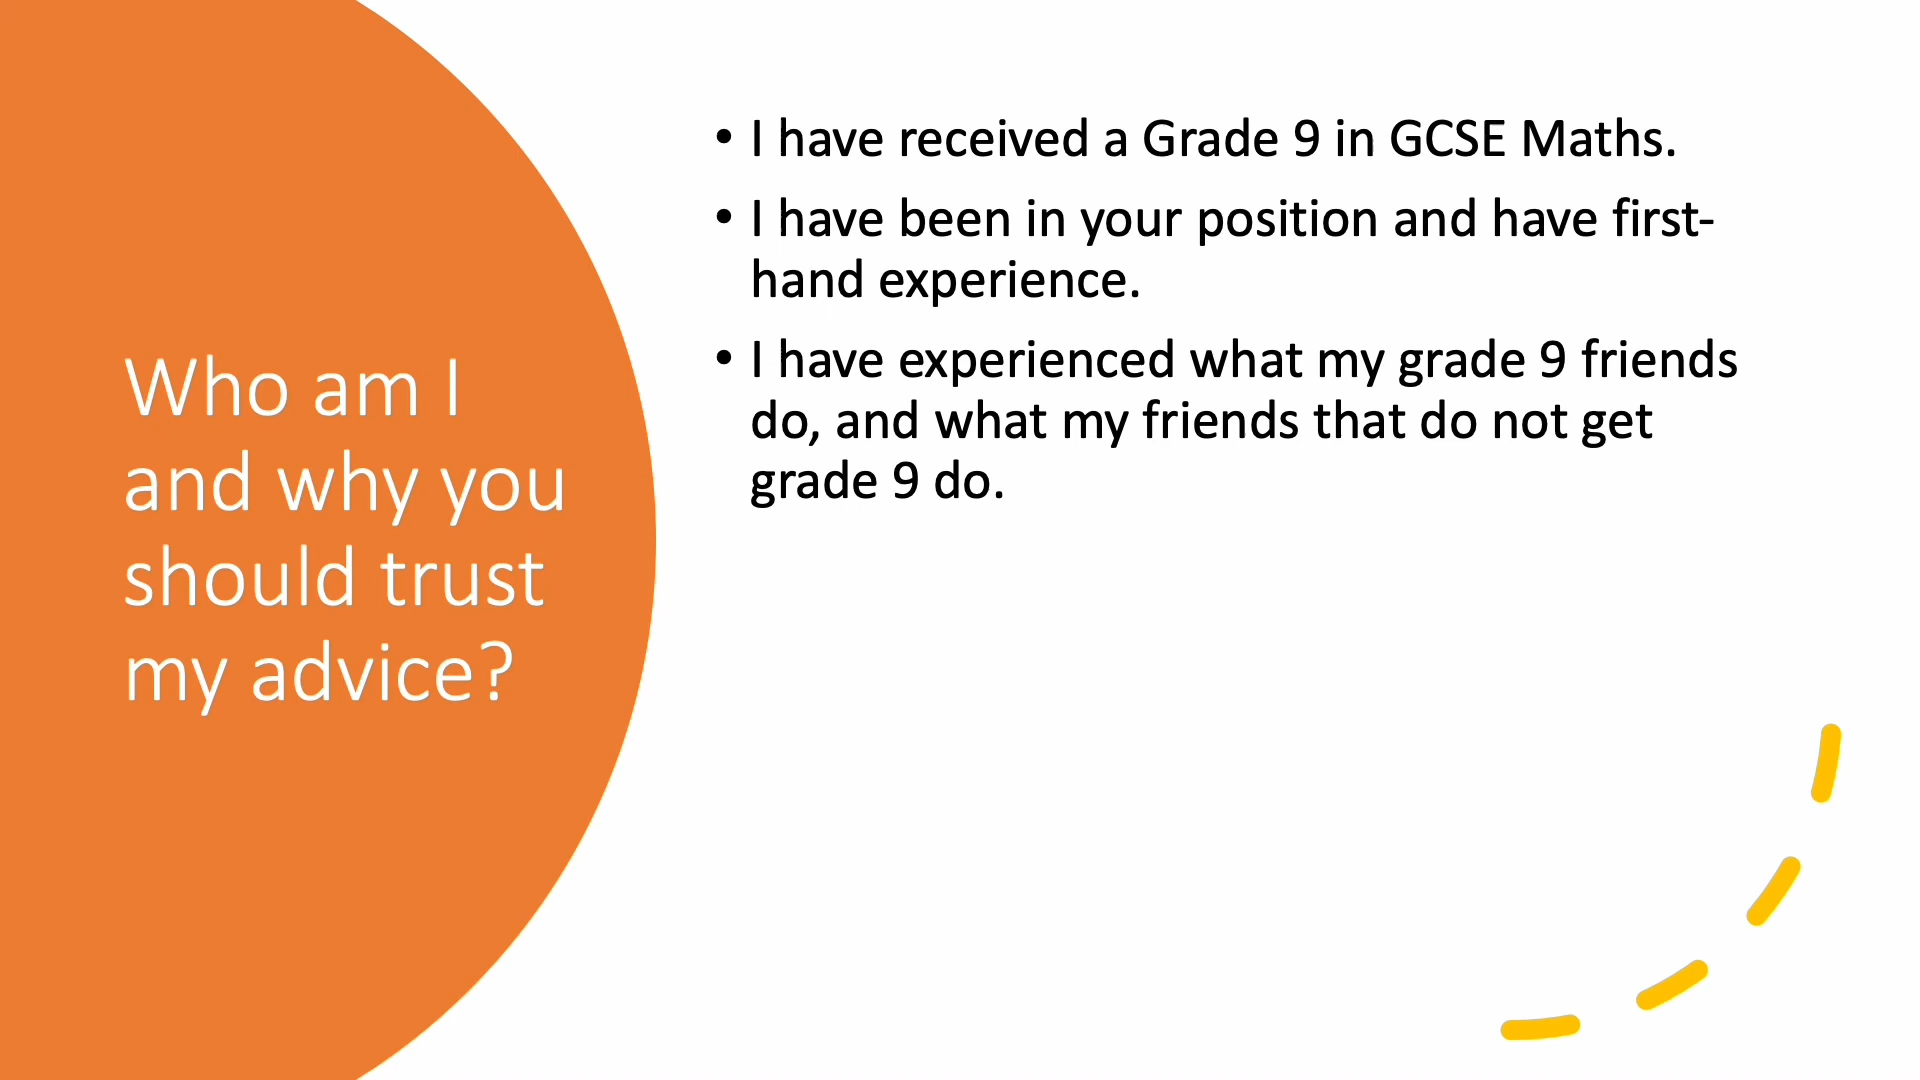 Who am I
and why you
should trust
my advice?
• I have received a Grade 9 in GCSE Maths.
• I have been in your position and have first-
hand experience.
• I have experienced what my grade 9 friends
do, and what my friends that do not get
grade 9 do.